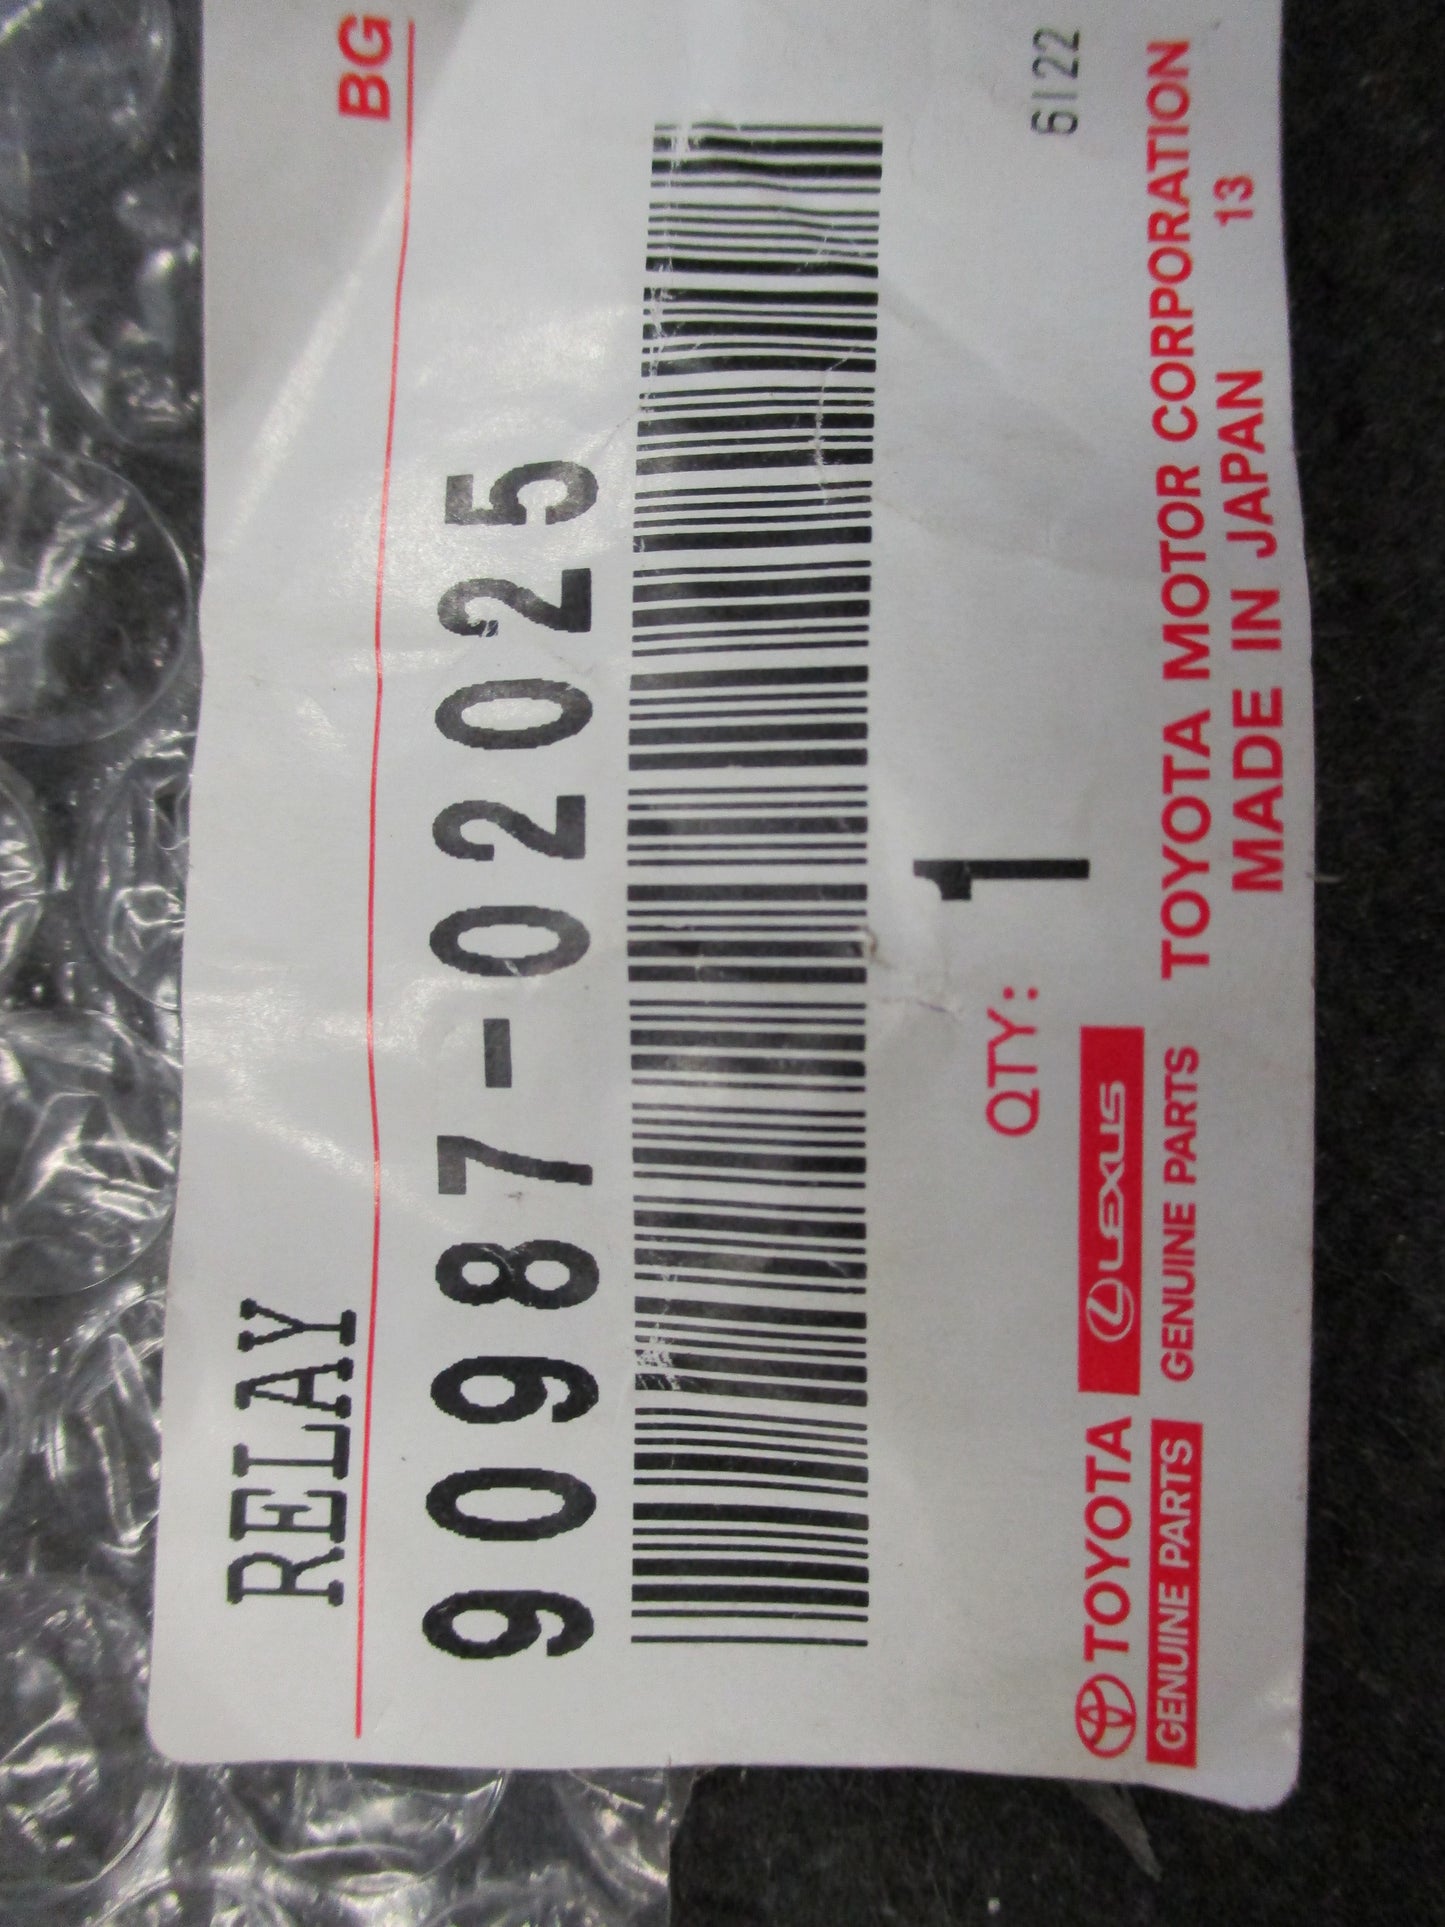 RELAY
BG
90987-02025
QTY: 1
6122
TOYOTA LEXUS TOYOTA MOTOR CORPORATION
GENUINE PARTS GENUINE PARTS MADE IN JAPAN 13